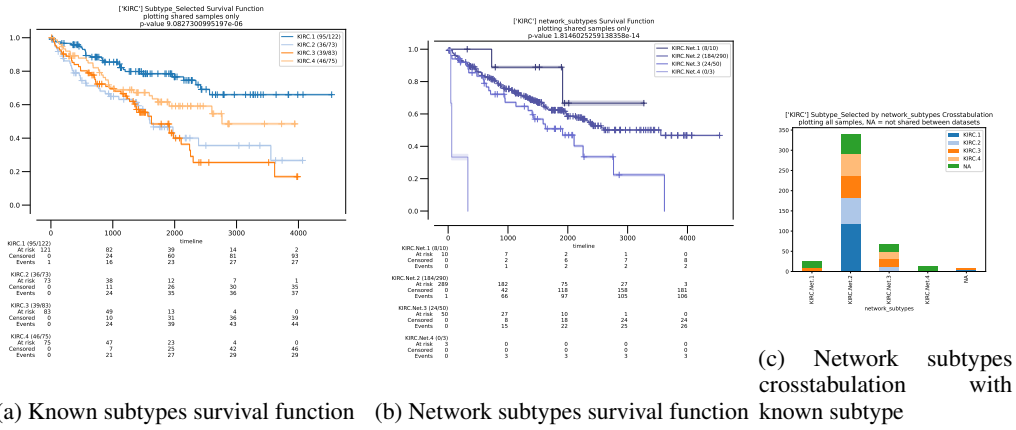 ['KIRC'] Subtype_Selected Survival Function
plotting shared samples only
p-value 9.0827300995197e-06
KIRC.1 (95/122)
KIRC.2 (36/73)
KIRC.3 (39/83)
KIRC.4 (46/75)
1.0
0.8
0.6
0.4
0.2
0.0
0 1000 2000 3000 4000
timeline
KIRC.1 (95/122)
At risk 121 82 39 14 2
Censored 0 24 60 81 93
Events 1 16 23 27 27
KIRC.2 (36/73)
At risk 73 38 12 7 1
Censored 0 11 26 30 35
Events 0 24 35 36 37
KIRC.3 (39/83)
At risk 83 49 13 4 0
Censored 0 10 31 36 39
Events 0 24 39 43 44
KIRC.4 (46/75)
At risk 75 47 23 4 0
Censored 0 7 25 42 46
Events 0 21 27 29 29
(a) Known subtypes survival function
['KIRC'] network_subtypes Survival Function
plotting shared samples only
p-value 1.8146025259138358e-14
KIRC.Net.1 (8/10)
KIRC.Net.2 (184/290)
KIRC.Net.3 (24/50)
KIRC.Net.4 (0/3)
1.0
0.8
0.6
0.4
0.2
0.0
0 1000 2000 3000 4000
timeline
KIRC.Net.1 (8/10)
At risk 10 7 2 1 0
Censored 0 2 6 7 8
Events 0 1 2 2 2
KIRC.Net.2 (184/290)
At risk 289 182 75 27 3
Censored 0 42 118 158 181
Events 1 66 97 105 106
KIRC.Net.3 (24/50)
At risk 50 27 10 1 0
Censored 0 8 18 24 24
Events 0 15 22 25 26
KIRC.Net.4 (0/3)
At risk 3 0 0 0 0
Censored 0 0 0 0 0
Events 0 3 3 3 3
(b) Network subtypes survival function
['KIRC'] Subtype_Selected by network_subtypes Crosstabulation
plotting all samples, NA = not shared between datasets
KIRC.1
KIRC.2
KIRC.3
KIRC.4
NA
350
300
250
200
150
100
50
0
KIRC.Net.1
KIRC.Net.2
KIRC.Net.3
KIRC.Net.4
NA
network_subtypes
(c) Network subtypes
crosstabulation with
known subtype